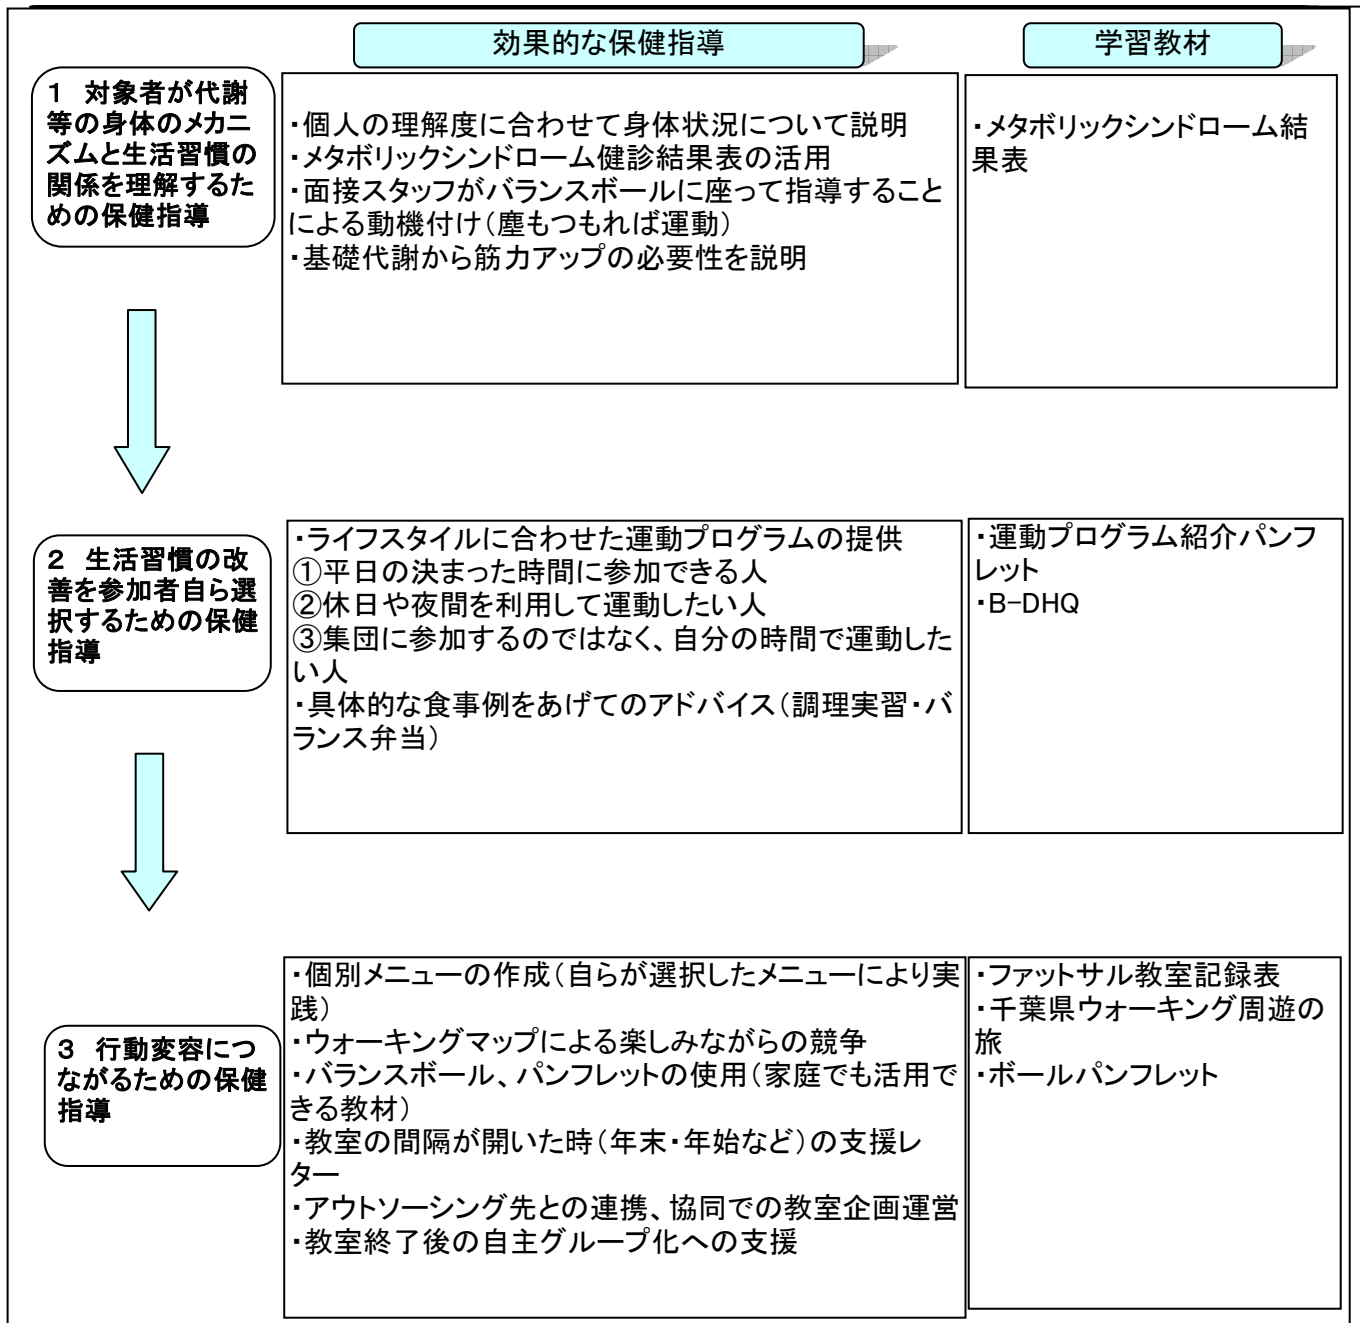 効果的な保健指導
学習教材
1　対象者が代謝
等の身体のメカニ
ズムと生活習慣の
関係を理解するた
めの保健指導
・個人の理解度に合わせて身体状況について説明
・メタボリックシンドローム健診結果表の活用
・面接スタッフがバランスボールに座って指導すること
による動機付け（塵もつもれば運動）
・基礎代謝から筋力アップの必要性を説明
・メタボリックシンドローム結
果表
2　生活習慣の改
善を参加者自ら選
択するための保健
指導
・ライフスタイルに合わせた運動プログラムの提供
①平日の決まった時間に参加できる人
②休日や夜間を利用して運動したい人
③集団に参加するのではなく、自分の時間で運動した
い人
・具体的な食事例をあげてのアドバイス（調理実習・バ
ランス弁当）
・運動プログラム紹介パンフ
レット
・B-DHQ
3　行動変容につ
ながるための保健
指導
・個別メニューの作成（自らが選択したメニューにより実
践）
・ウォーキングマップによる楽しみながらの競争
・バランスボール、パンフレットの使用（家庭でも活用で
きる教材）
・教室の間隔が開いた時（年末・年始など）の支援レ
ター
・アウトソーシング先との連携、協同での教室企画運営
・教室終了後の自主グループ化への支援
・ファットサル教室記録表
・千葉県ウォーキング周遊の
旅
・ボールパンフレット